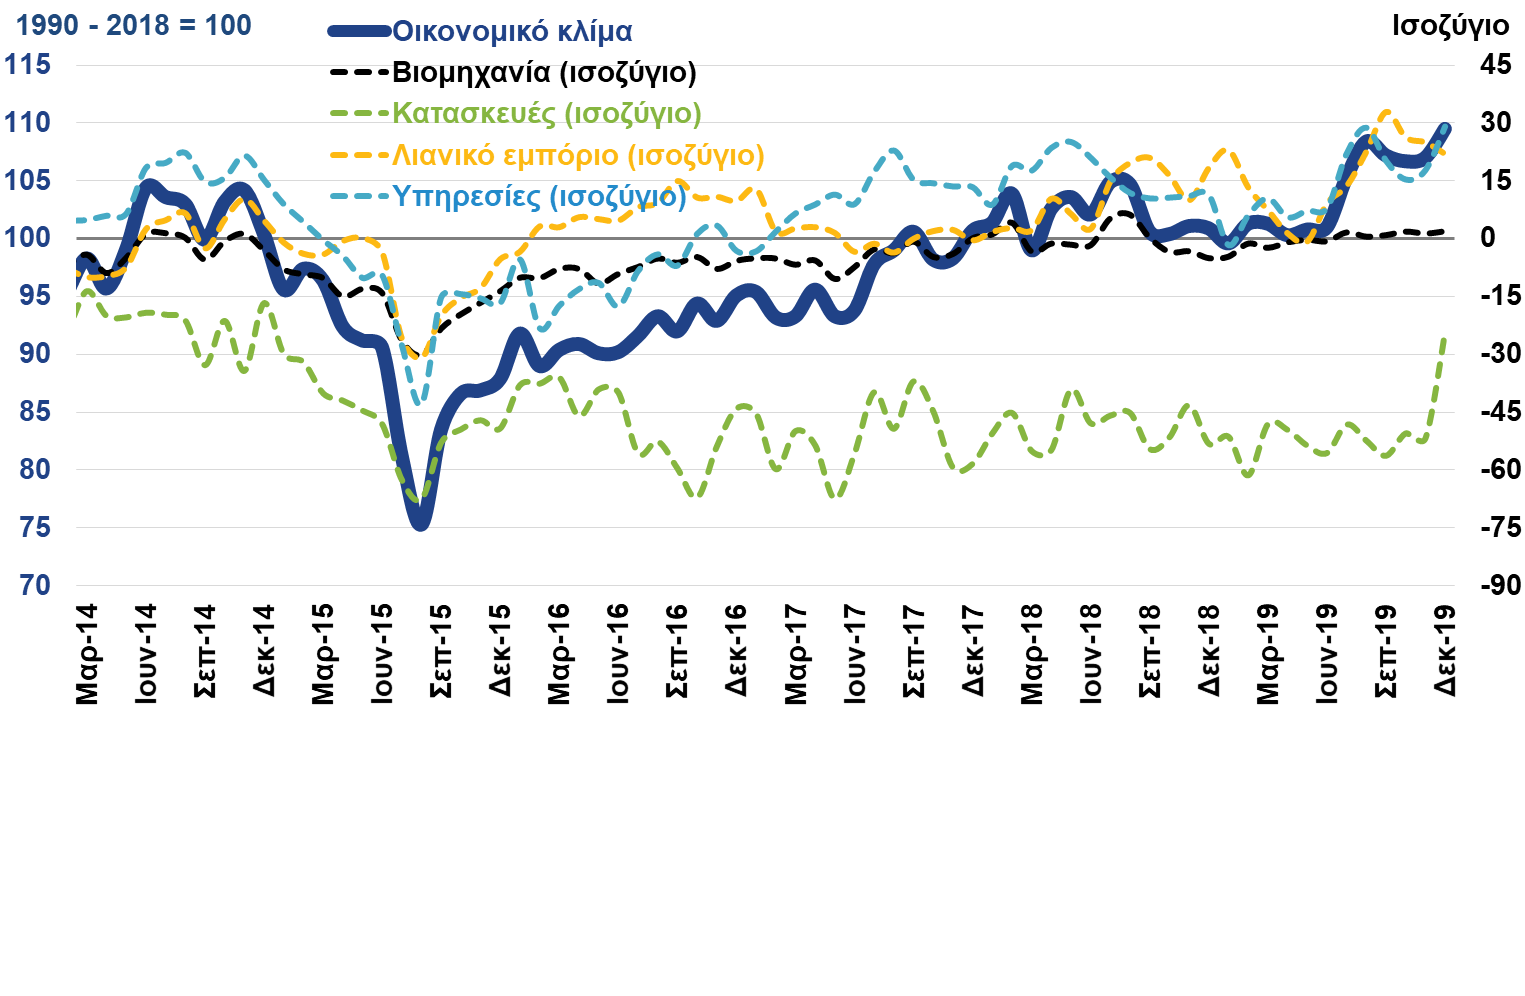 1990 - 2018 = 100
Ισοζύγιο
Οικονομικό κλίμα
Βιομηχανία (ισοζύγιο)
Κατασκευές (ισοζύγιο)
Λιανικό εμπόριο (ισοζύγιο)
Υπηρεσίες (ισοζύγιο)
115
110
105
100
95
90
85
80
75
70
45
30
15
0
-15
-30
-45
-60
-75
-90
Μαρ-14
Ιουν-14
Σεπ-14
Δεκ-14
Μαρ-15
Ιουν-15
Σεπ-15
Δεκ-15
Μαρ-16
Ιουν-16
Σεπ-16
Δεκ-16
Μαρ-17
Ιουν-17
Σεπ-17
Δεκ-17
Μαρ-18
Ιουν-18
Σεπ-18
Δεκ-18
Μαρ-19
Ιουν-19
Σεπ-19
Δεκ-19